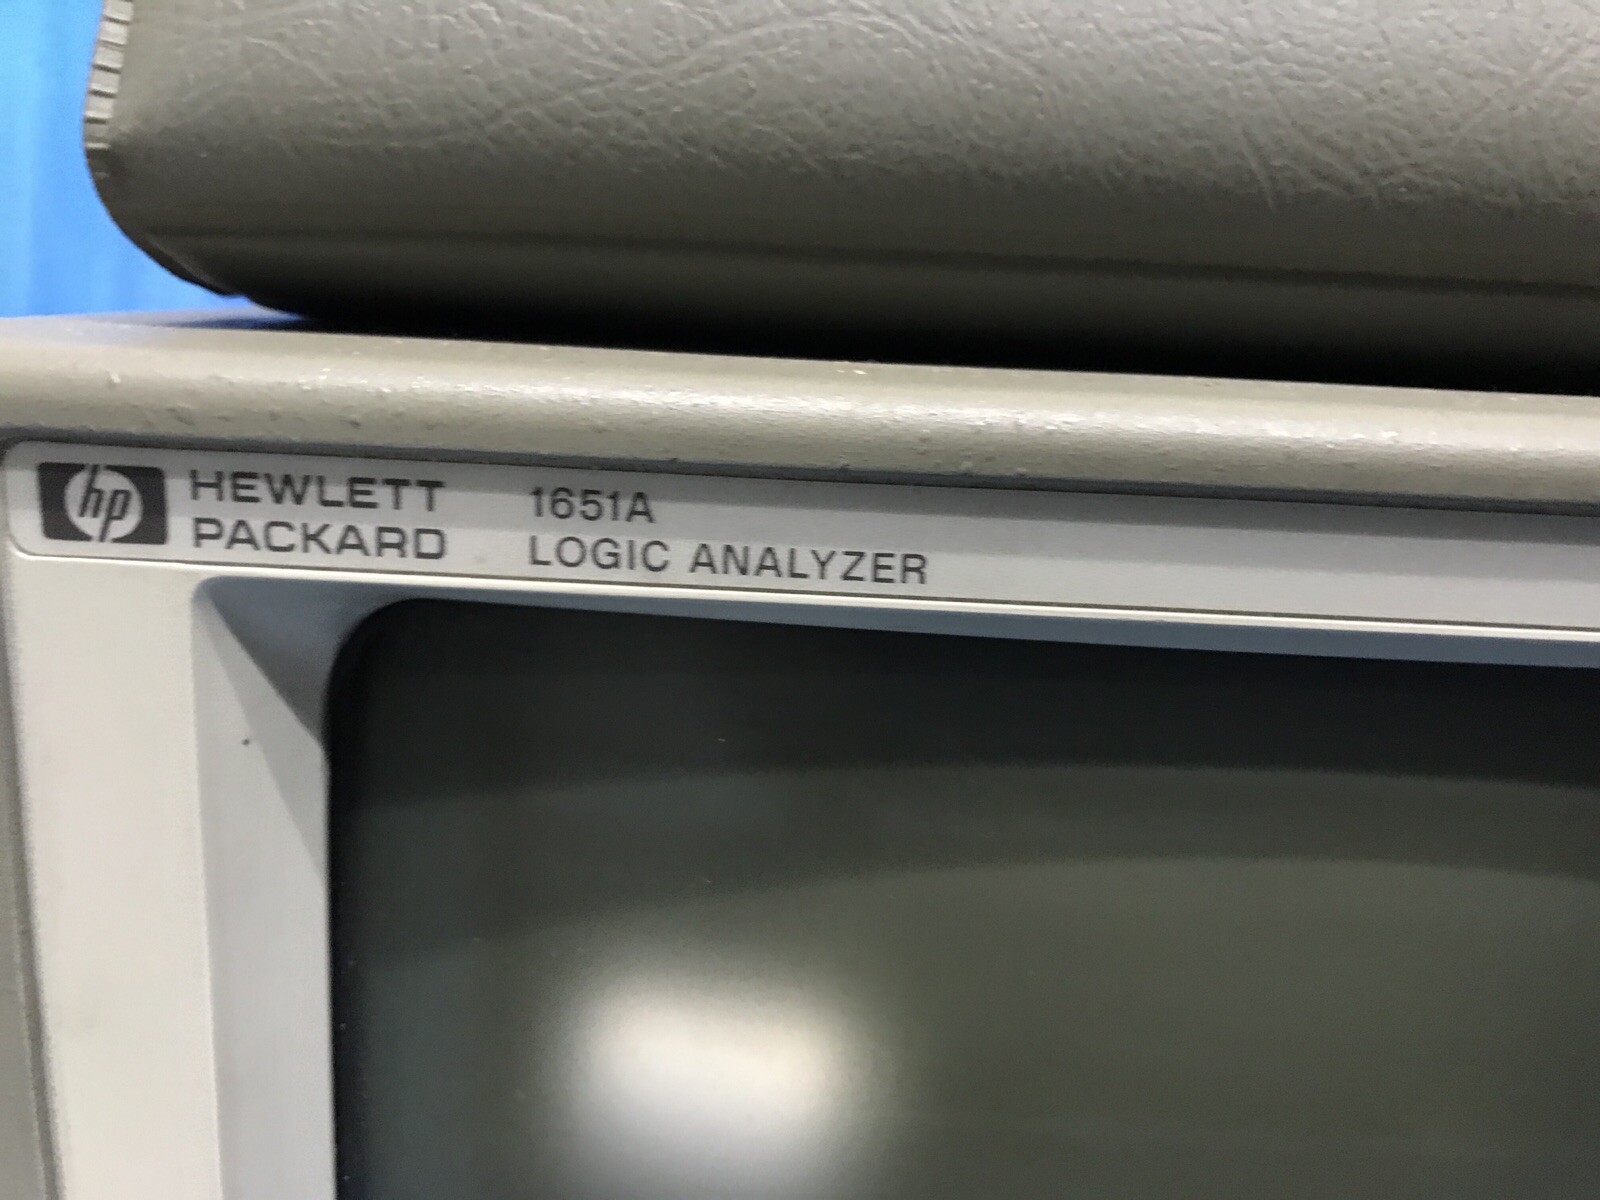 hp HEWLETT PACKARD
1651A
LOGIC ANALYZER